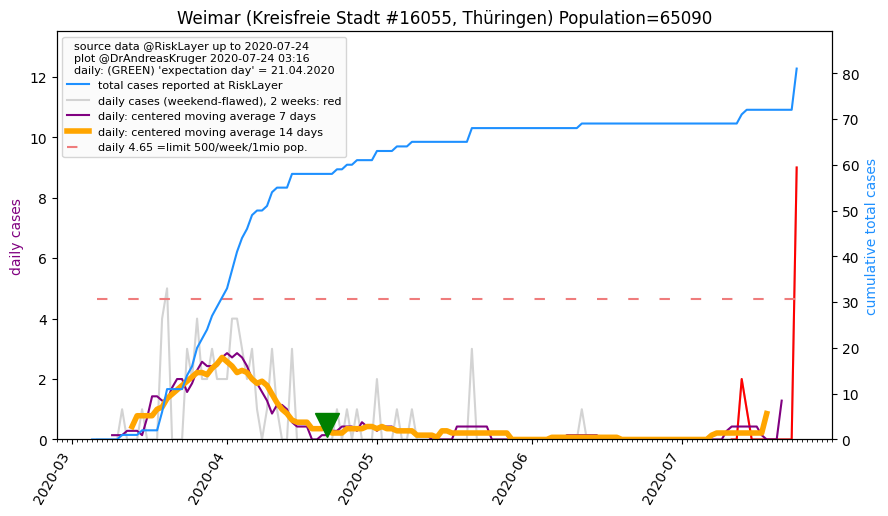 Weimar (Kreisfreie Stadt #16055, Thüringen) Population=65090
source data @RiskLayer up to 2020-07-24
plot @DrAndreasKruger 2020-07-24 03:16
daily: (GREEN) 'expectation day' = 21.04.2020
total cases reported at RiskLayer
daily cases (weekend-flawed), 2 weeks: red
daily: centered moving average 7 days
daily: centered moving average 14 days
daily 4.65 =limit 500/week/1mio pop.
daily cases
12
10
8
6
4
2
0
80
70
60
50
40
30
20
10
0
cumulative total cases
2020-03
2020-04
2020-05
2020-06
2020-07